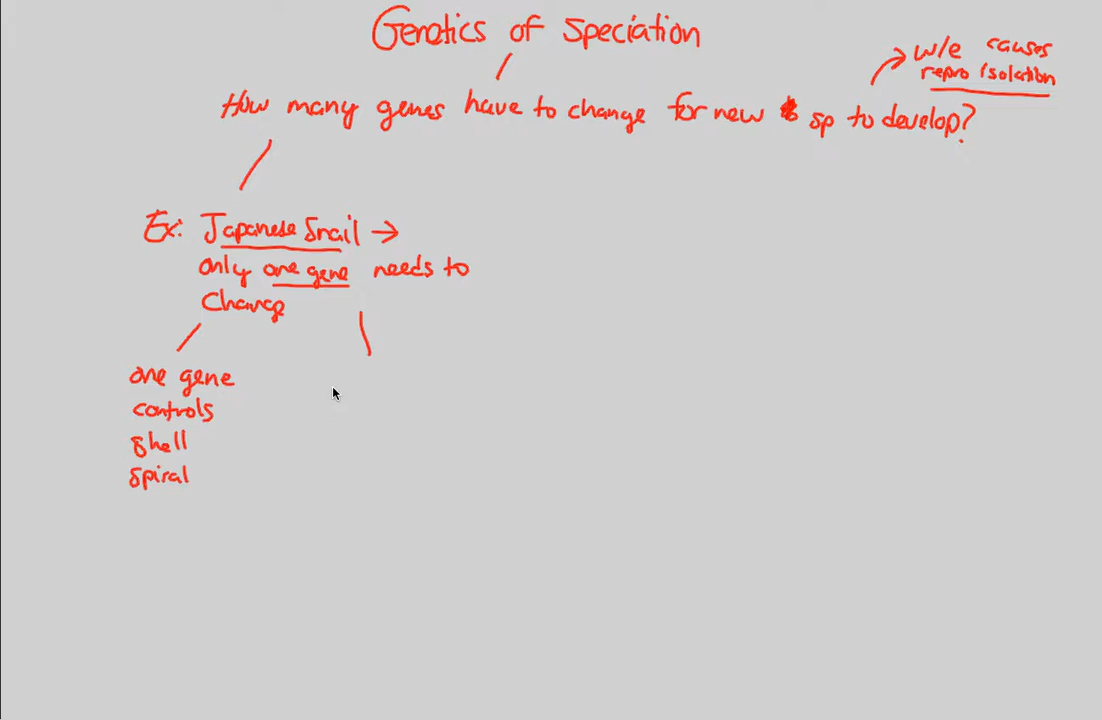 Genetics of Speciation
w/e causes
repro isolation
How many genes have to change for new sp to develop?
Ex: Japanese Snail →
only one gene needs to
Change
one gene
controls
shell
spiral